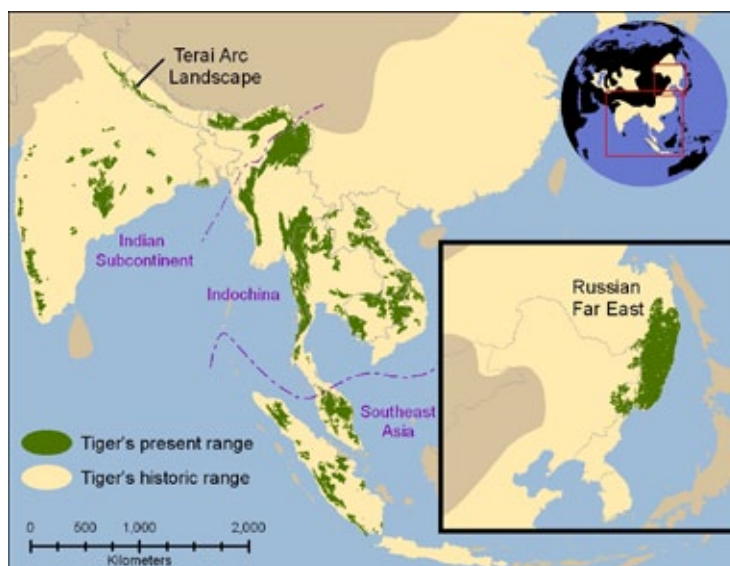 Terai Arc
Landscape
Indian
Subcontinent
Indochina
Russian
Far East
Southeast
Asia
Tiger's present range
Tiger's historic range
0 500 1,000 2,000
Kilometers